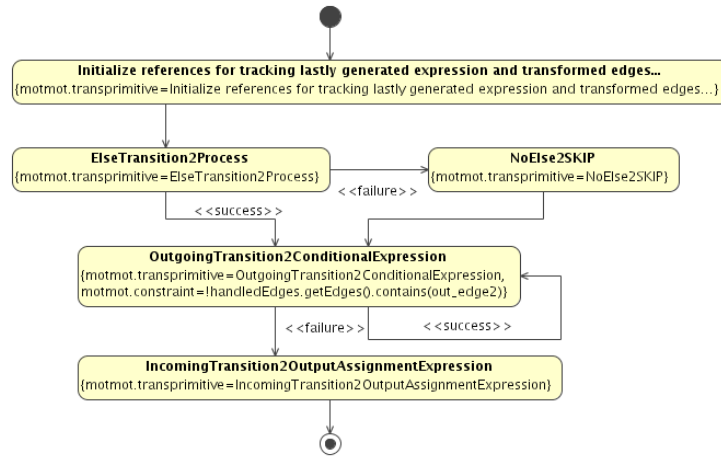 Initialize references for tracking lastly generated expression and transformed edges...
{motmot.transprimitive=Initialize references for tracking lastly generated expression and transformed edges...}
ElseTransition2Process
{motmot.transprimitive=ElseTransition2Process}
NoElse2SKIP
{motmot.transprimitive=NoElse2SKIP}
<<failure>>
<<success>>
OutgoingTransition2ConditionalExpression
{motmot.transprimitive=OutgoingTransition2ConditionalExpression,
motmot.constraint=!handledEdges.getEdges().contains(out_edge2)}
<<failure>>
<<success>>
IncomingTransition2OutputAssignmentExpression
{motmot.transprimitive=IncomingTransition2OutputAssignmentExpression}